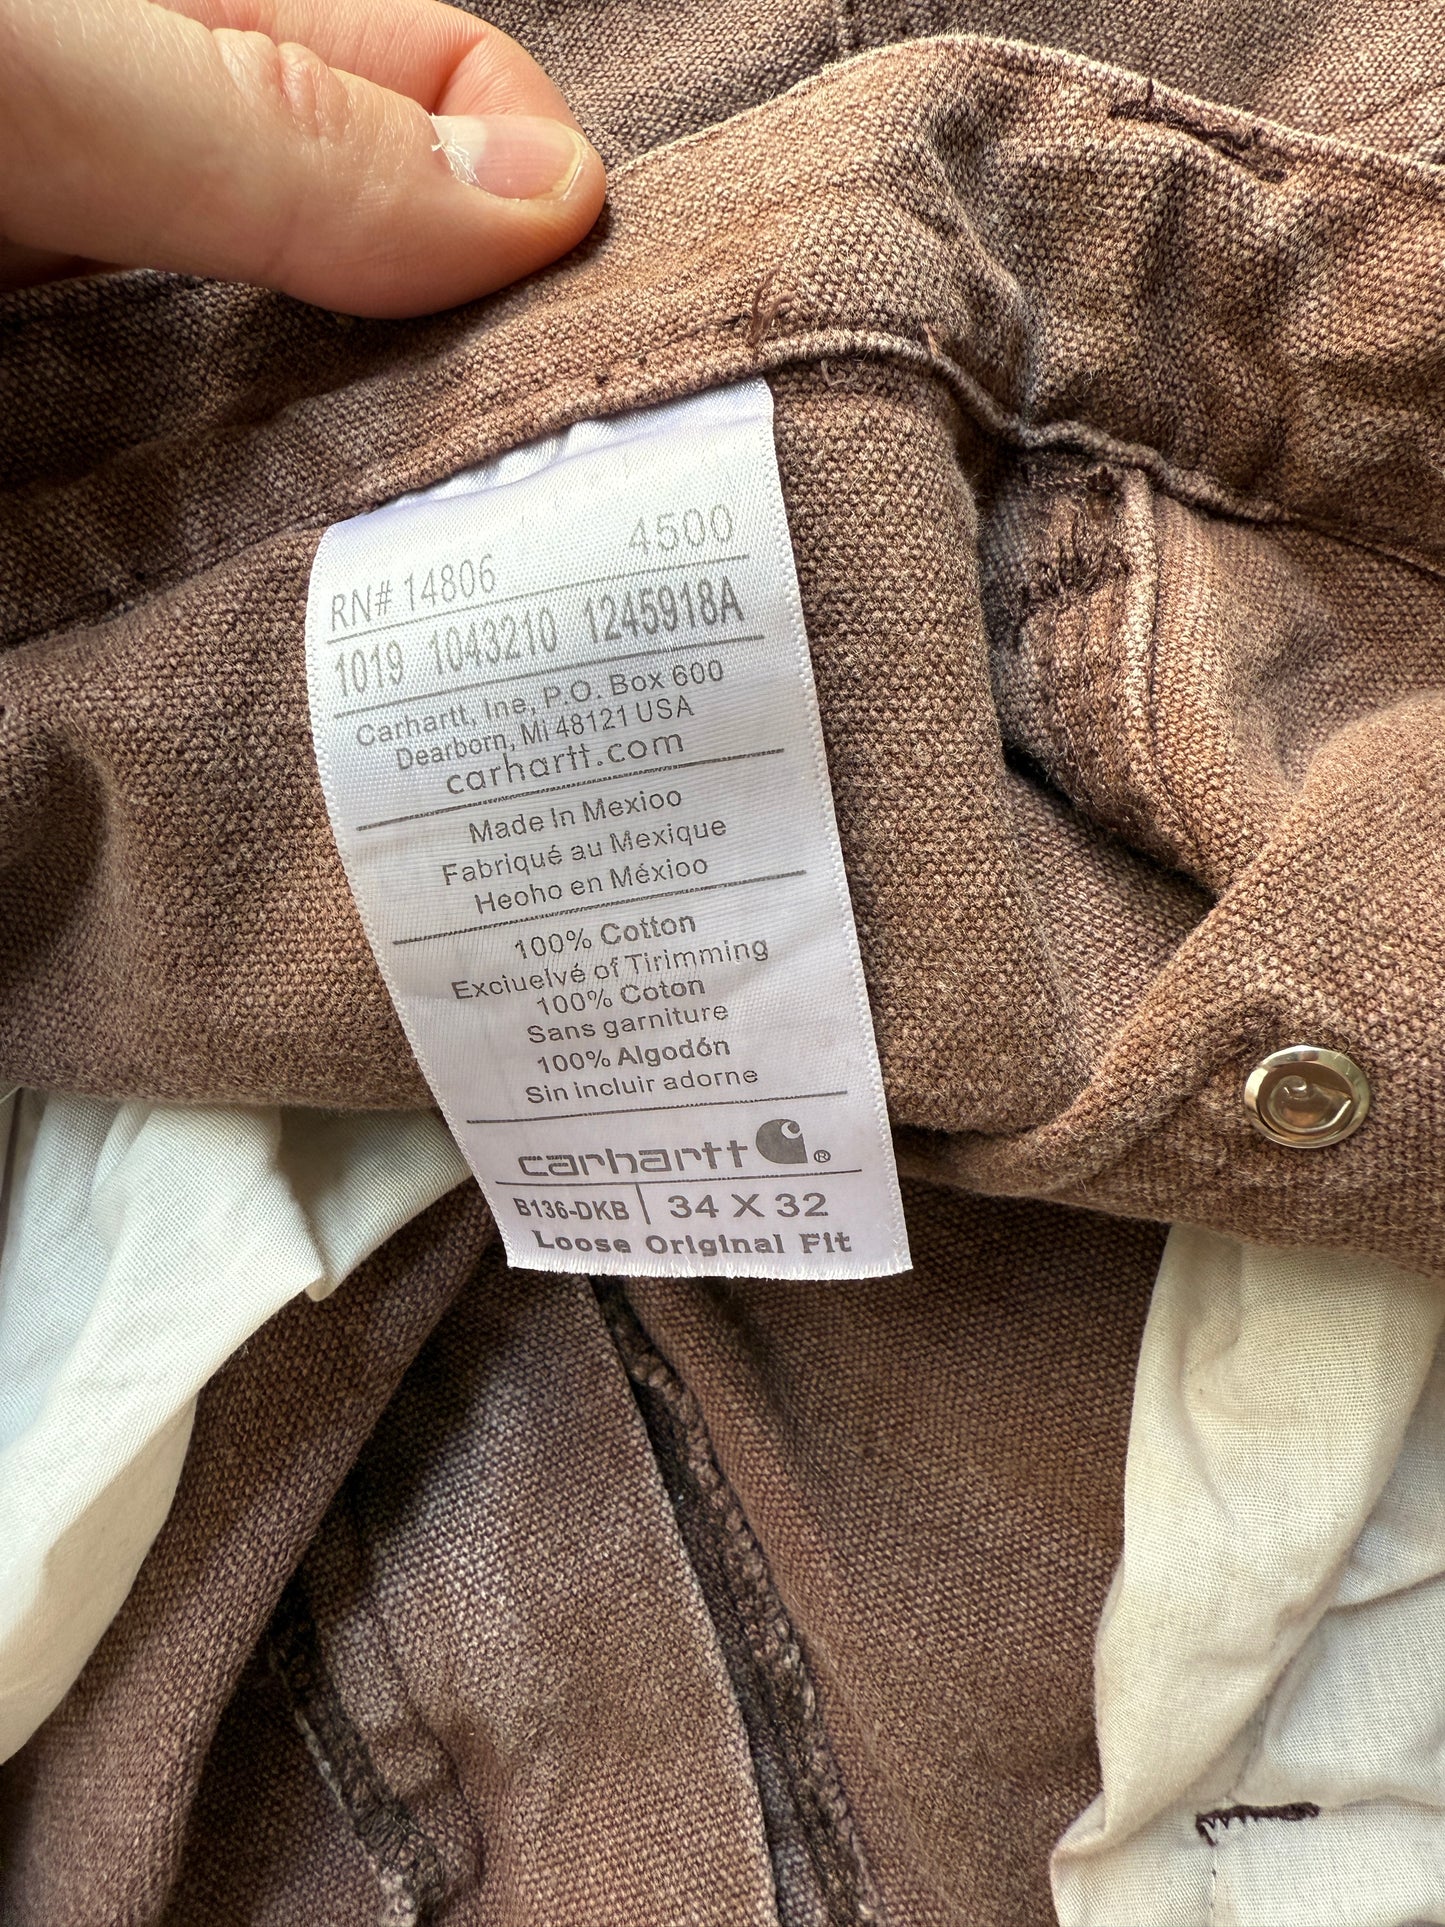 4500
RN# 14806
1019 1043210 1245918A
Carhartt, Ine, P.O. Box 600
Dearborn, MI 48121 USA
carhartt.com
Made In Mexioo
Fabriqué au Mexique
Heoho en México
100% Cotton
Exciuelvé of Tirimming
100% Coton
Sans garniture
100% Algodón
Sin incluir adorne
carhartt ®
B136-DKB | 34 X 32
Loose Original Fit